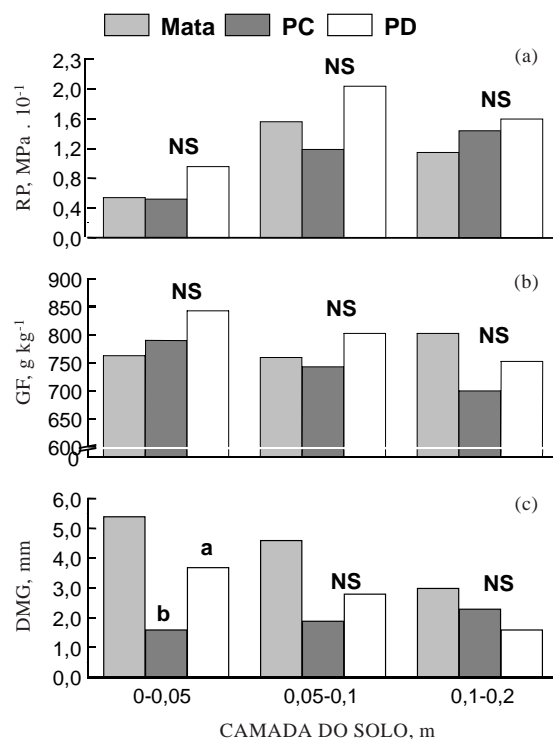 Mata PC PD
(a)
RP, MPa . 10⁻¹
2,3
2,0
1,6
1,2
0,8
0,4
0,0
NS
NS
NS
(b)
GF, g kg⁻¹
900
850
800
750
700
650
600
0
NS
NS
NS
(c)
DMG, mm
6,0
5,0
4,0
3,0
2,0
1,0
0,0
b
a
NS
NS
0-0,05 0,05-0,1 0,1-0,2
CAMADA DO SOLO, m